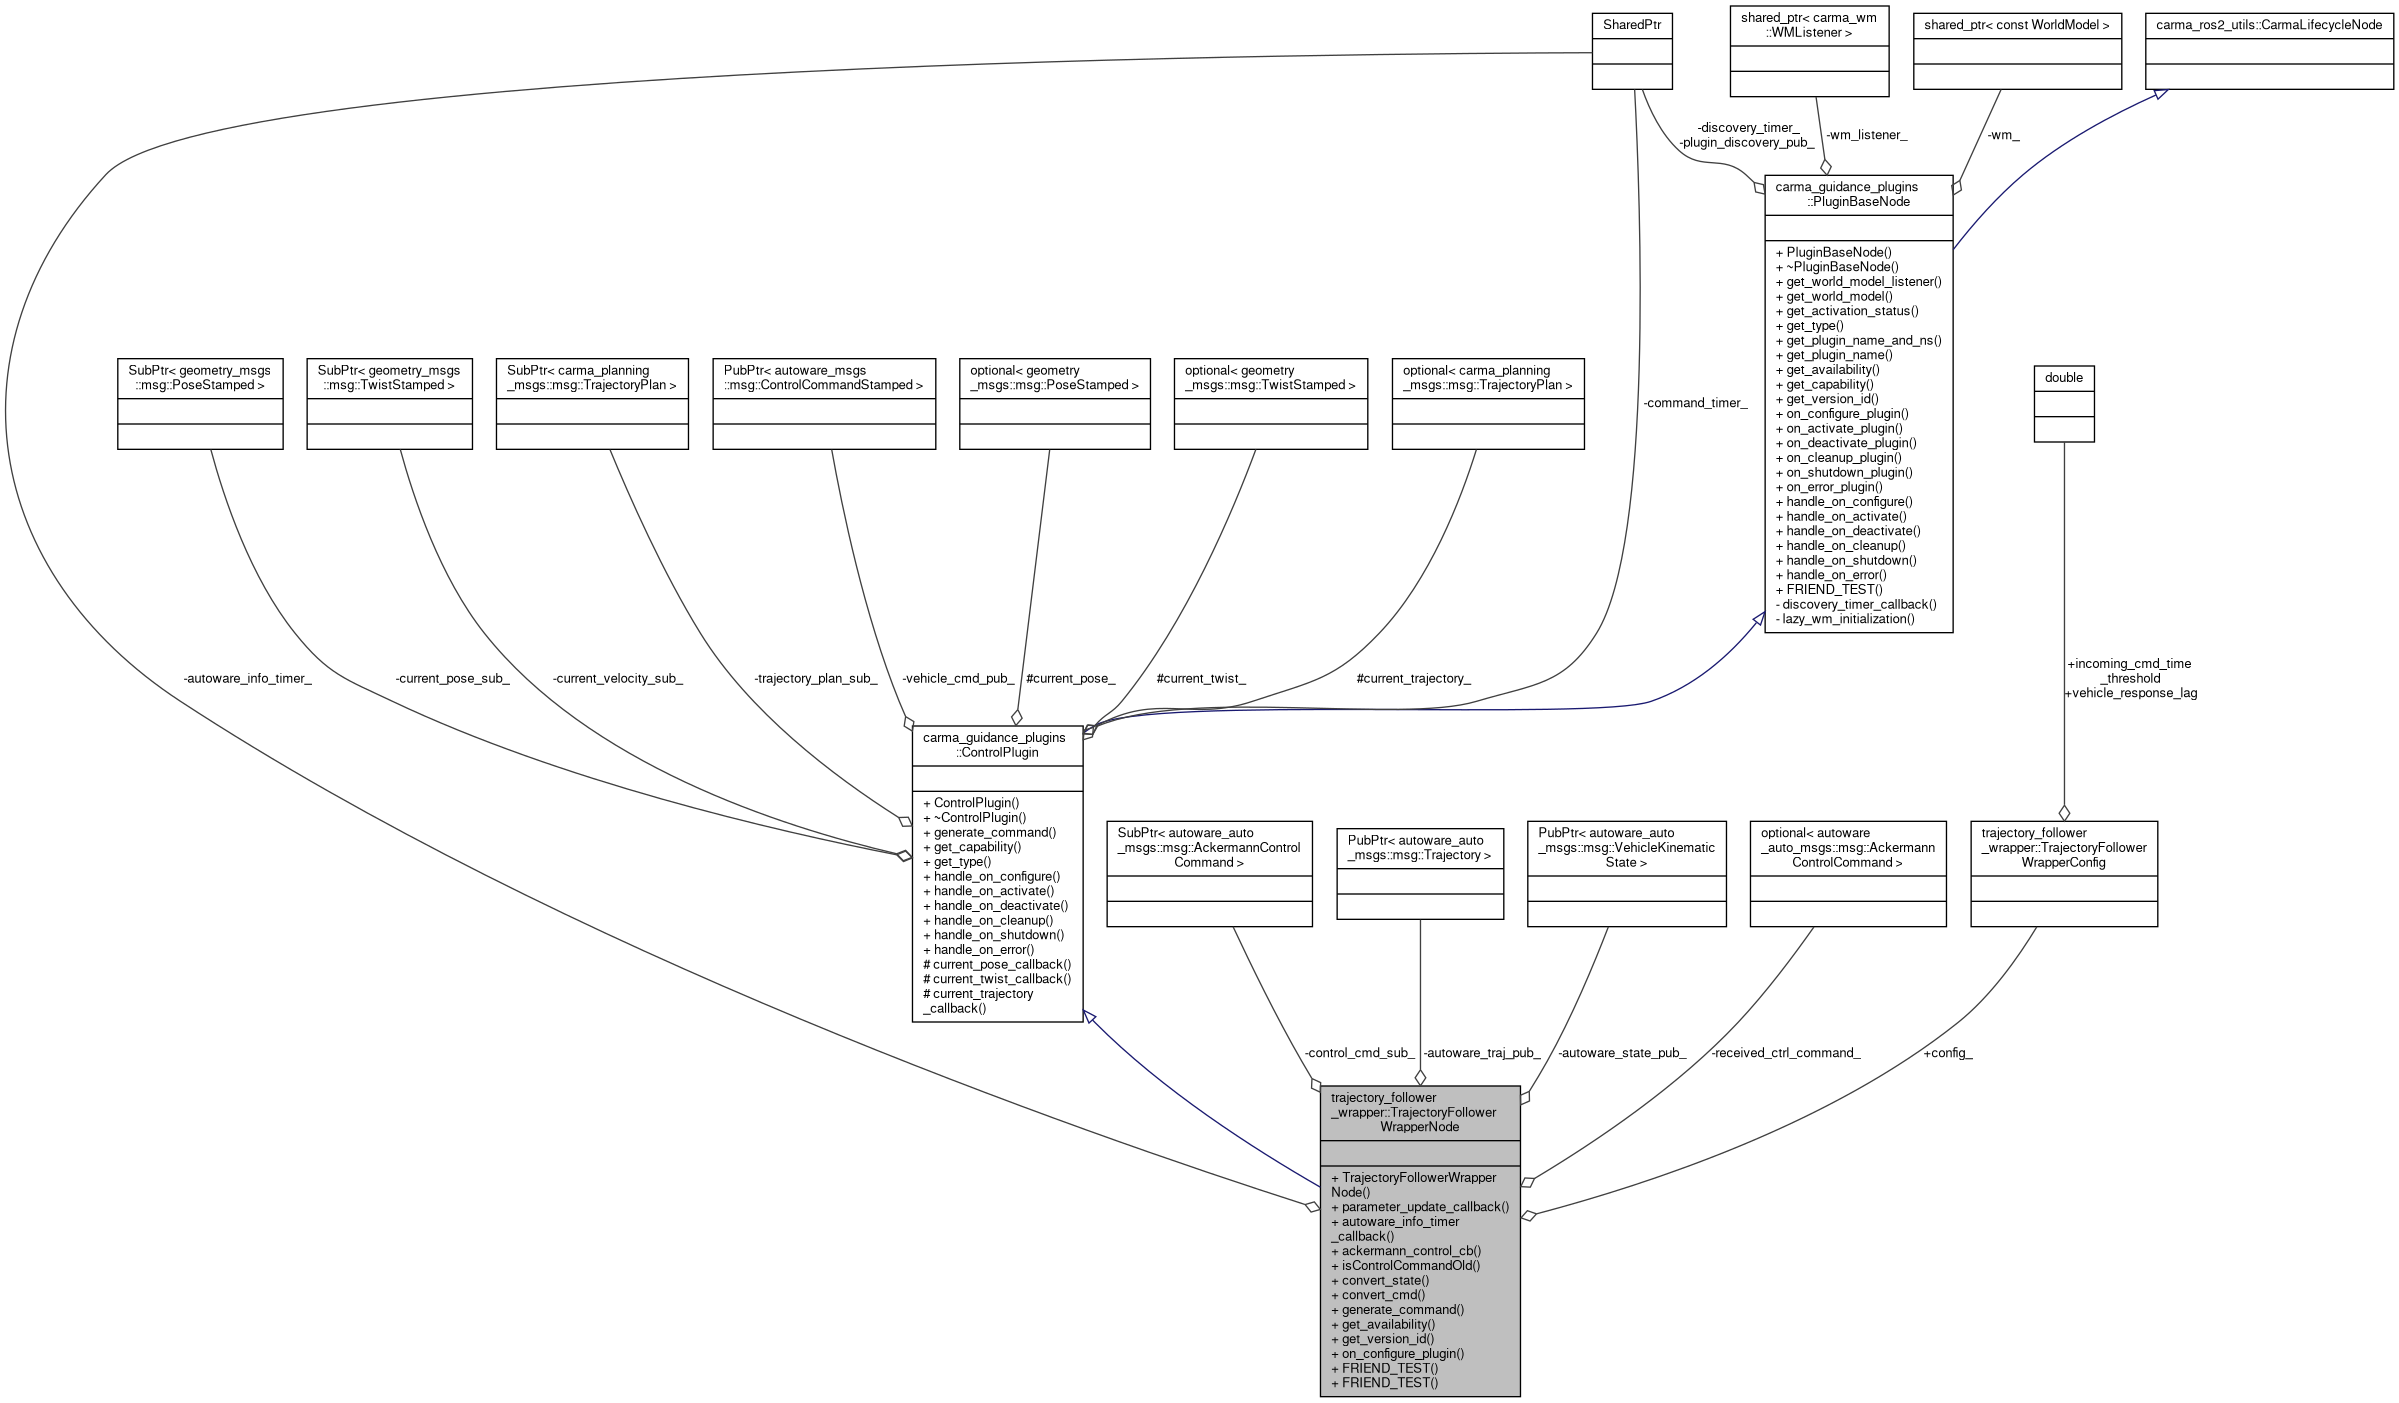 SharedPtr
shared_ptr< carma_wm
::WMListener >
shared_ptr< const WorldModel >
carma_ros2_utils::CarmaLifecycleNode
-discovery_timer_
-plugin_discovery_pub_
-wm_listener_
-wm_
carma_guidance_plugins
::PluginBaseNode
+ PluginBaseNode()
+ ~PluginBaseNode()
+ get_world_model_listener()
+ get_world_model()
+ get_activation_status()
+ get_type()
+ get_plugin_name_and_ns()
+ get_plugin_name()
+ get_availability()
+ get_capability()
+ get_version_id()
+ on_configure_plugin()
+ on_activate_plugin()
+ on_deactivate_plugin()
+ on_cleanup_plugin()
+ on_shutdown_plugin()
+ on_error_plugin()
+ handle_on_configure()
+ handle_on_activate()
+ handle_on_deactivate()
+ handle_on_cleanup()
+ handle_on_shutdown()
+ handle_on_error()
+ FRIEND_TEST()
- discovery_timer_callback()
- lazy_wm_initialization()
SubPtr< geometry_msgs
::msg::PoseStamped >
SubPtr< geometry_msgs
::msg::TwistStamped >
SubPtr< carma_planning
_msgs::msg::TrajectoryPlan >
PubPtr< autoware_msgs
::msg::ControlCommandStamped >
optional< geometry
_msgs::msg::PoseStamped >
optional< geometry
_msgs::msg::TwistStamped >
optional< carma_planning
_msgs::msg::TrajectoryPlan >
-command_timer_
double
-autoware_info_timer_
-current_pose_sub_
-current_velocity_sub_
-trajectory_plan_sub_
-vehicle_cmd_pub_
#current_pose_
#current_twist_
#current_trajectory_
+incoming_cmd_time
_threshold
+vehicle_response_lag
carma_guidance_plugins
::ControlPlugin
+ ControlPlugin()
+ ~ControlPlugin()
+ generate_command()
+ get_capability()
+ get_type()
+ handle_on_configure()
+ handle_on_activate()
+ handle_on_deactivate()
+ handle_on_cleanup()
+ handle_on_shutdown()
+ handle_on_error()
# current_pose_callback()
# current_twist_callback()
# current_trajectory
_callback()
SubPtr< autoware_auto
_msgs::msg::AckermannControl
Command >
PubPtr< autoware_auto
_msgs::msg::Trajectory >
PubPtr< autoware_auto
_msgs::msg::VehicleKinematic
State >
optional< autoware
_auto_msgs::msg::Ackermann
ControlCommand >
trajectory_follower
_wrapper::TrajectoryFollower
WrapperConfig
-control_cmd_sub_
-autoware_traj_pub_
-autoware_state_pub_
-received_ctrl_command_
+config_
trajectory_follower
_wrapper::TrajectoryFollower
WrapperNode
+ TrajectoryFollowerWrapper
Node()
+ parameter_update_callback()
+ autoware_info_timer
_callback()
+ ackermann_control_cb()
+ isControlCommandOld()
+ convert_state()
+ convert_cmd()
+ generate_command()
+ get_availability()
+ get_version_id()
+ on_configure_plugin()
+ FRIEND_TEST()
+ FRIEND_TEST()